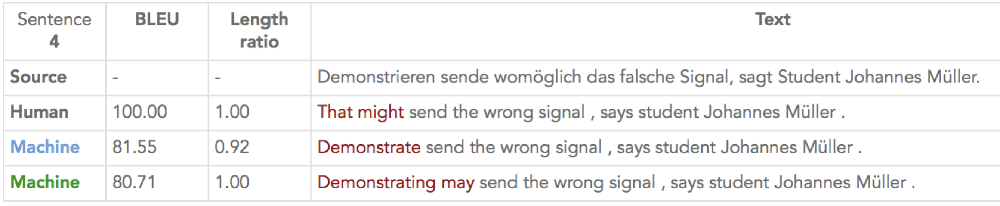 Sentence 4 BLEU Length ratio Text
Source - - Demonstrieren sende womöglich das falsche Signal, sagt Student Johannes Müller.
Human 100.00 1.00 That might send the wrong signal , says student Johannes Müller .
Machine 81.55 0.92 Demonstrate send the wrong signal , says student Johannes Müller .
Machine 80.71 1.00 Demonstrating may send the wrong signal , says student Johannes Müller .